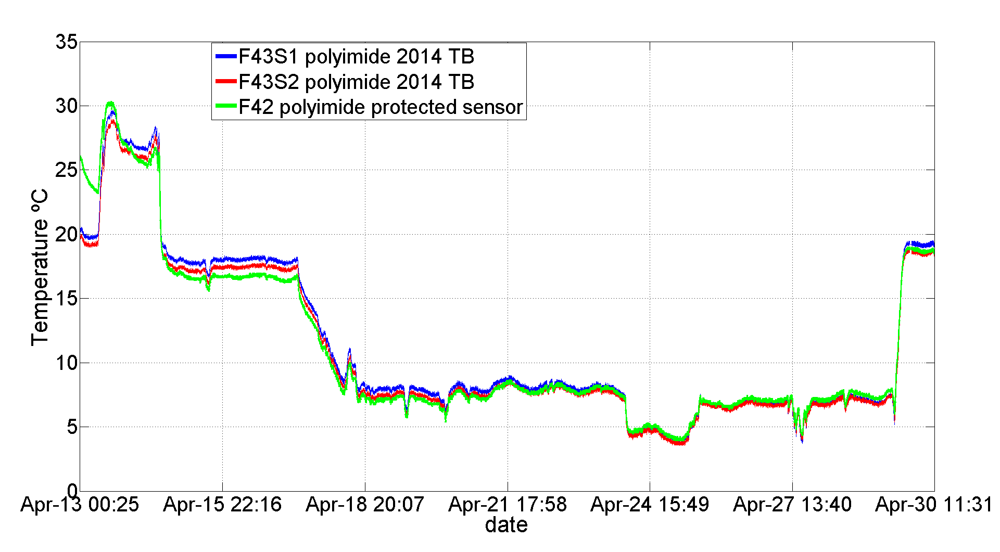 35
30
25
20
15
10
5
0
Temperature ºC
F43S1 polyimide 2014 TB
F43S2 polyimide 2014 TB
F42 polyimide protected sensor
Apr-13 00:25 Apr-15 22:16 Apr-18 20:07 Apr-21 17:58 Apr-24 15:49 Apr-27 13:40 Apr-30 11:31
date